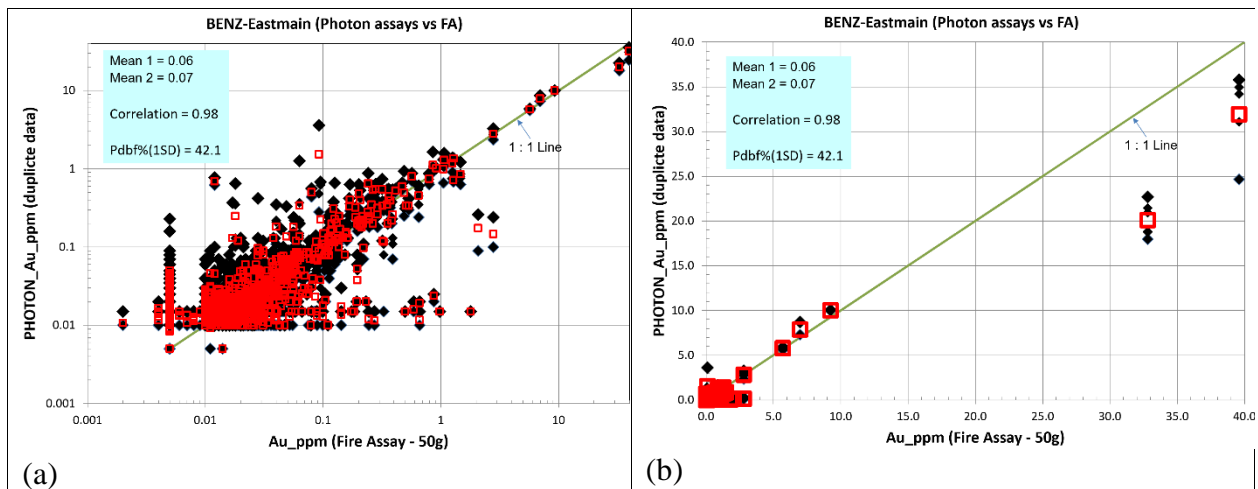 BENZ-Eastmain (Photon assays vs FA)
PHOTON_Au_ppm (duplicte data)
10
1
0.1
0.01
0.001
Mean 1 = 0.06
Mean 2 = 0.07
Correlation = 0.98
Pdbf%(1SD) = 42.1
1 : 1 Line
0.001 0.01 0.1 1 10
Au_ppm (Fire Assay - 50g)
(a)
BENZ-Eastmain (Photon assays vs FA)
PHOTON_Au_ppm (duplicte data)
40.0
35.0
30.0
25.0
20.0
15.0
10.0
5.0
0.0
Mean 1 = 0.06
Mean 2 = 0.07
Correlation = 0.98
Pdbf%(1SD) = 42.1
1 : 1 Line
0.0 5.0 10.0 15.0 20.0 25.0 30.0 35.0 40.0
Au_ppm (Fire Assay - 50g)
(b)